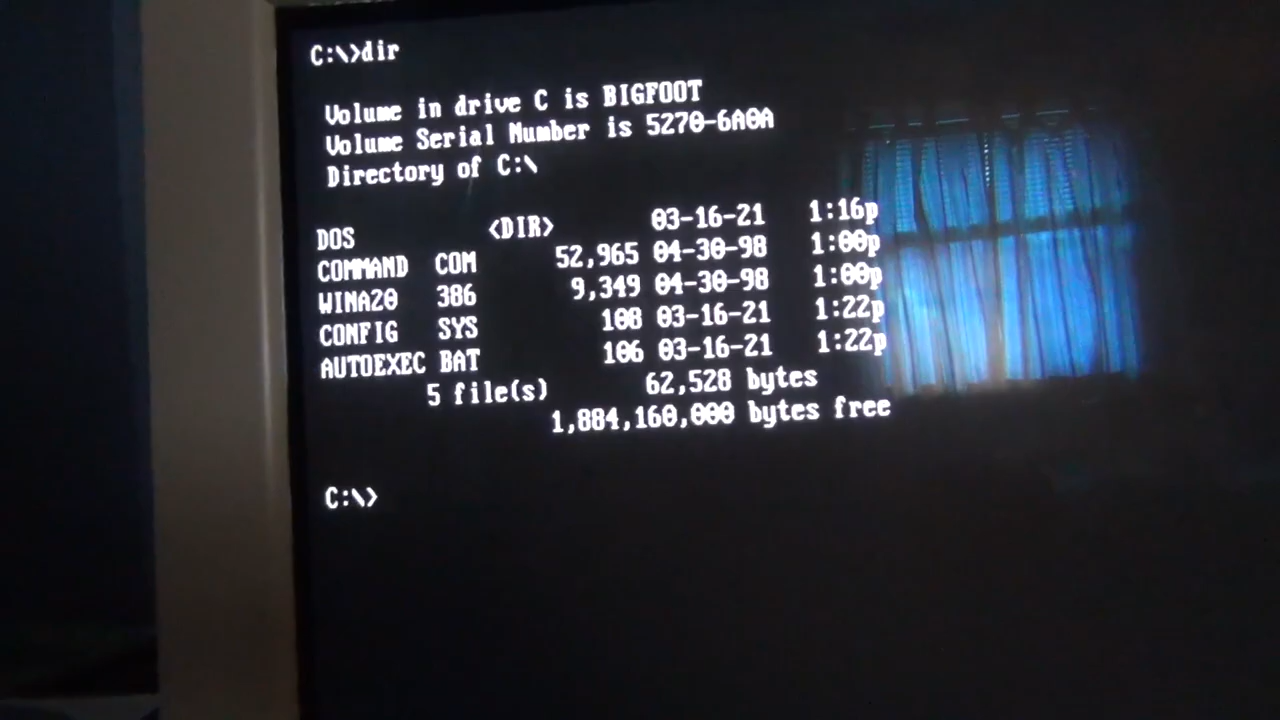 C:\>dir
Volume in drive C is BIGFOOT
Volume Serial Number is 5270-6A0A
Directory of C:\
DOS <DIR> 03-16-21 1:16p
COMMAND COM 52,965 04-30-98 1:00p
WINA20 386 9,349 04-30-98 1:00p
CONFIG SYS 108 03-16-21 1:22p
AUTOEXEC BAT 106 03-16-21 1:22p
5 file(s) 62,528 bytes
1,884,160,000 bytes free
C:\>